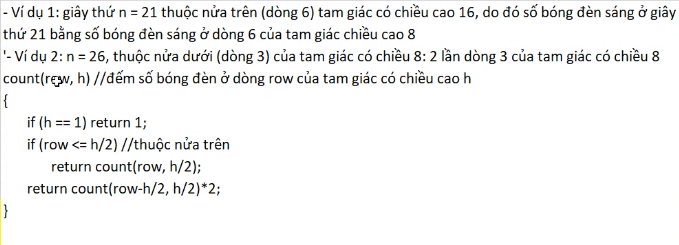 - Ví dụ 1: giây thứ n = 21 thuộc nửa trên (dòng 6) tam giác có chiều cao 16, do đó số bóng đèn sáng ở giây
thứ 21 bằng số bóng đèn sáng ở dòng 6 của tam giác chiều cao 8
'- Ví dụ 2: n = 26, thuộc nửa dưới (dòng 3) của tam giác có chiều 8: 2 lần dòng 3 của tam giác có chiều 8
count(row, h) //đếm số bóng đèn ở dòng row của tam giác có chiều cao h
{
if (h == 1) return 1;
if (row <= h/2) //thuộc nửa trên
return count(row, h/2);
return count(row-h/2, h/2)*2;
}